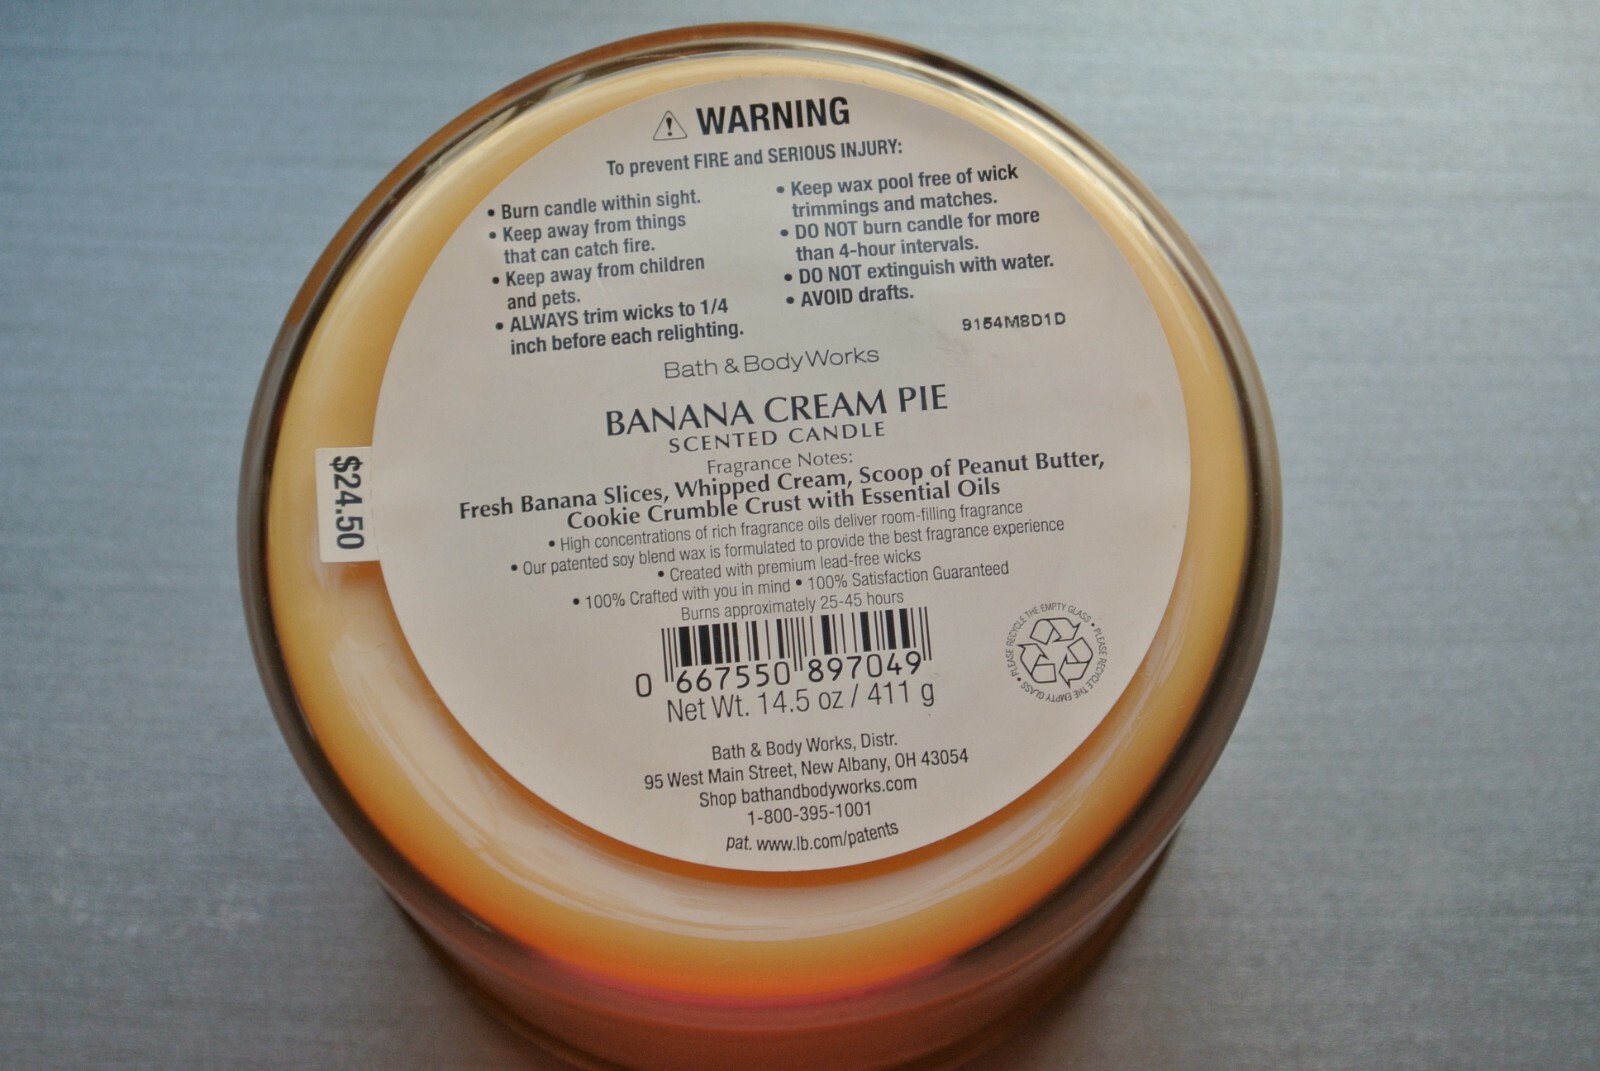 WARNING
To prevent FIRE and SERIOUS INJURY:
• Burn candle within sight.
• Keep away from things
that can catch fire.
• Keep away from children
and pets.
• ALWAYS trim wicks to 1/4
inch before each relighting.
• Keep wax pool free of wick
trimmings and matches.
• DO NOT burn candle for more
than 4-hour intervals.
• DO NOT extinguish with water.
• AVOID drafts.
9154M8D1D
Bath & Body Works
BANANA CREAM PIE
SCENTED CANDLE
Fragrance Notes:
Fresh Banana Slices, Whipped Cream, Scoop of Peanut Butter,
Cookie Crumble Crust with Essential Oils
• High concentrations of rich fragrance oils deliver room-filling fragrance
• Our patented soy blend wax is formulated to provide the best fragrance experience
• Created with premium lead-free wicks
• 100% Crafted with you in mind • 100% Satisfaction Guaranteed
Burns approximately 25-45 hours
0 667550 897049
Net Wt. 14.5 oz / 411 g
PLEASE RECYCLE THE EMPTY GLASS • PLEASE RECYCLE THE EMPTY GLASS •
Bath & Body Works, Distr.
95 West Main Street, New Albany, OH 43054
Shop bathandbodyworks.com
1-800-395-1001
pat. www.lb.com/patents
$24.50